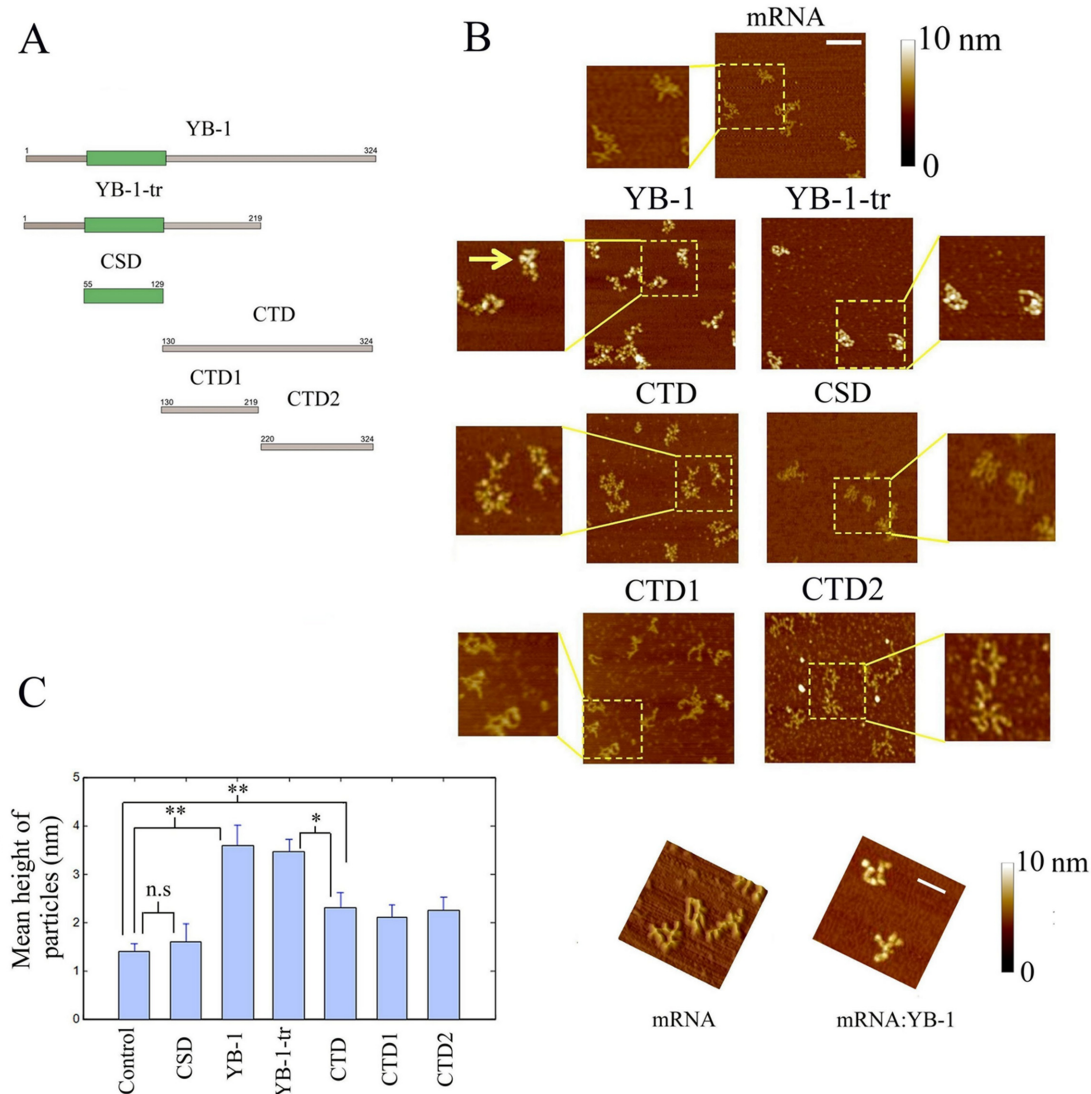 A
YB-1
1
324
YB-1-tr
1
219
CSD
55
129
CTD
130
324
CTD1
130
219
CTD2
220
324
B
mRNA
10 nm
0
YB-1
YB-1-tr
CTD
CSD
CTD1
CTD2
mRNA
mRNA:YB-1
10 nm
0
C
Mean height of
particles (nm)
5
4
3
2
1
0
n.s
**
**
*
Control
CSD
YB-1
YB-1-tr
CTD
CTD1
CTD2